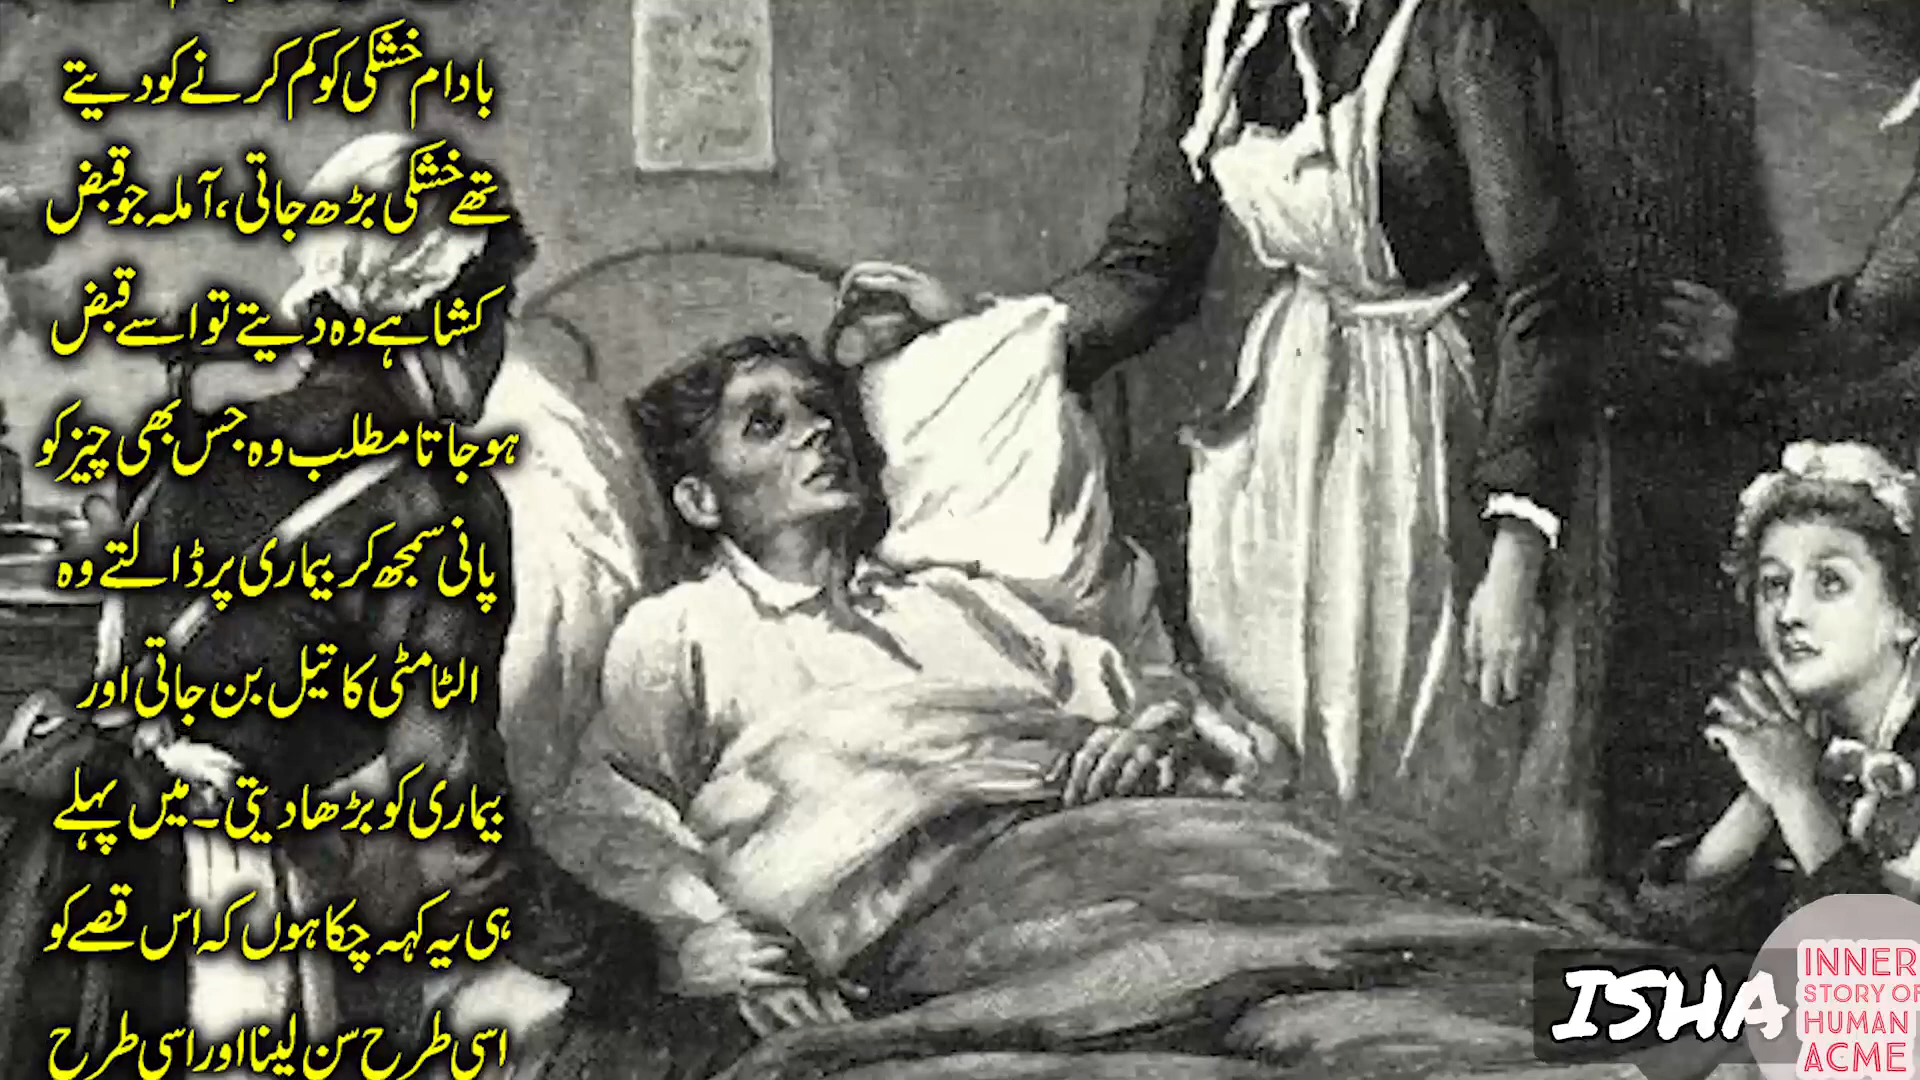 بادام خشکی کو کم کرنے کو دیتے
تھے خشکی بڑھ جاتی، آملہ جو قبض
کشا ہے وہ دیتے تو اسے قبض
ہو جاتا مطلب وہ جس بھی چیز کو
پانی سمجھ کر بیماری پر ڈالتے وہ
الٹا مٹی کا تیل بن جاتی اور
بیماری کو بڑھا دیتی۔ میں پہلے
ہی یہ کہہ چکا ہوں کہ اس قصے کو
اسی طرح سن لینا اور اسی طرح
ISHA
INNER
STORY OF
HUMAN
ACME